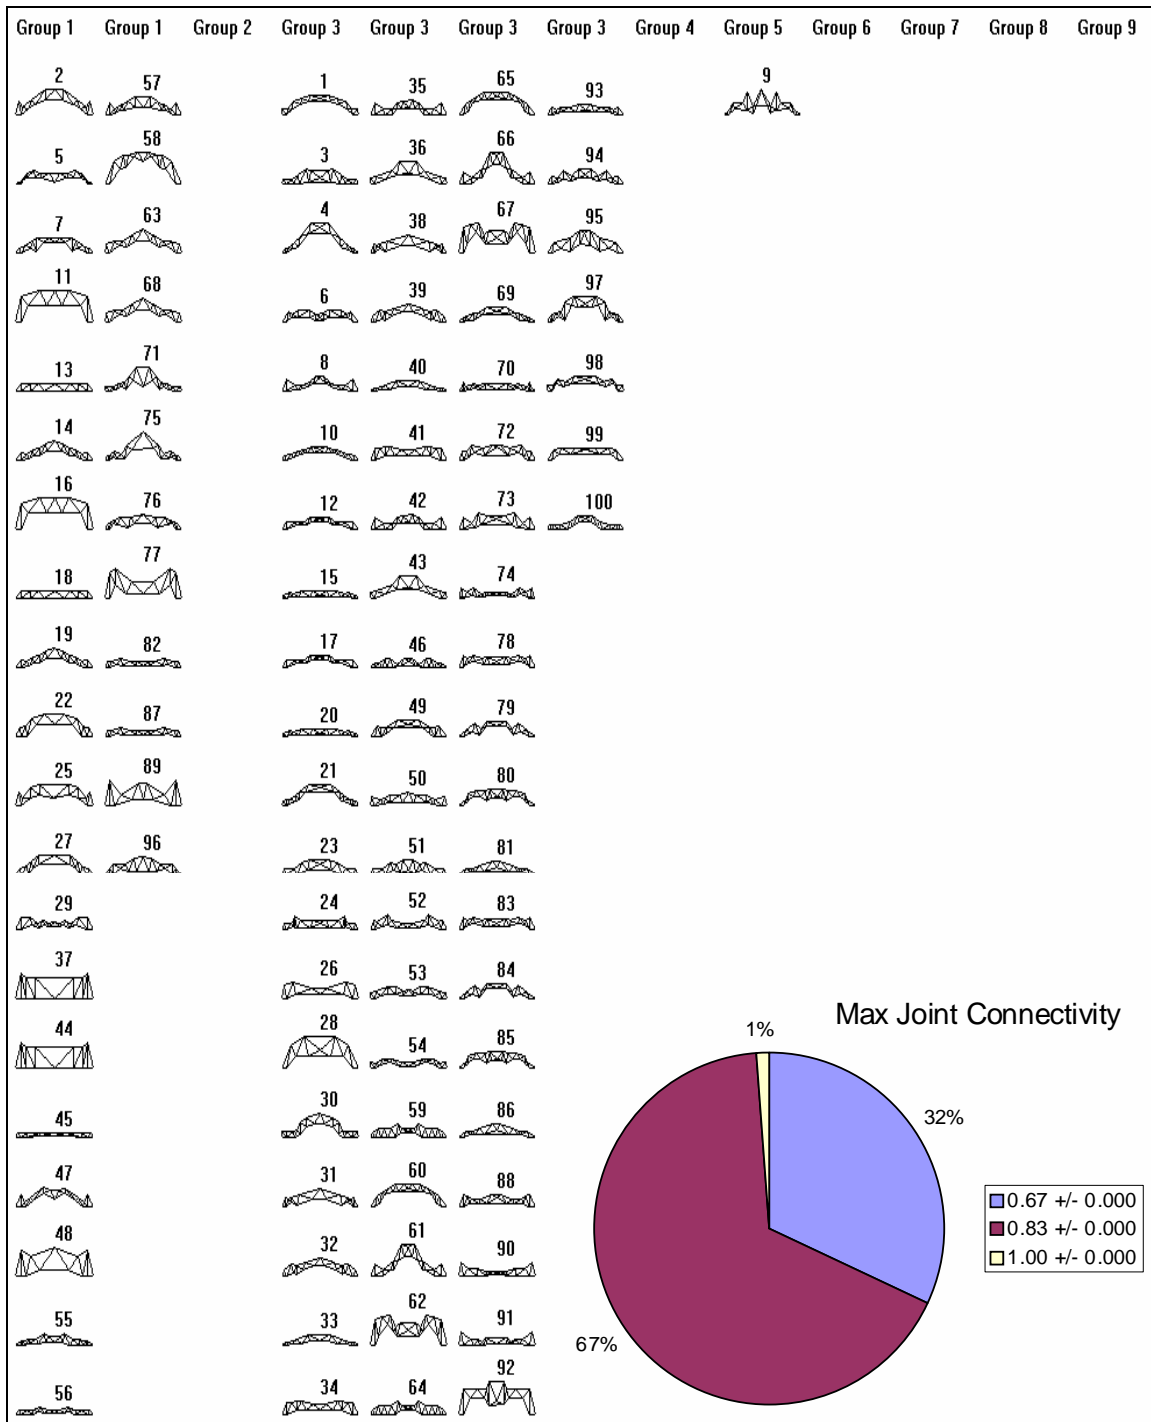 Group 1 Group 1 Group 2 Group 3 Group 3 Group 3 Group 3 Group 4 Group 5 Group 6 Group 7 Group 8 Group 9
2 57 1 35 65 93 9
5 58 3 36 66 94
7 63 4 38 67 95
11 68 6 39 69 97
13 71 8 40 70 98
14 75 10 41 72 99
16 76 12 42 73 100
18 77 15 43 74
19 82 17 46 78
22 87 20 49 79
25 89 21 50 80
27 96 23 51 81
29 24 52 83
37 26 53 84
44 28 54 85
45 30 59 86
47 31 60 88
48 32 61 90
55 33 62 91
56 34 64 92
Max Joint Connectivity
1%
32%
67%
0.67 +/- 0.000
0.83 +/- 0.000
1.00 +/- 0.000